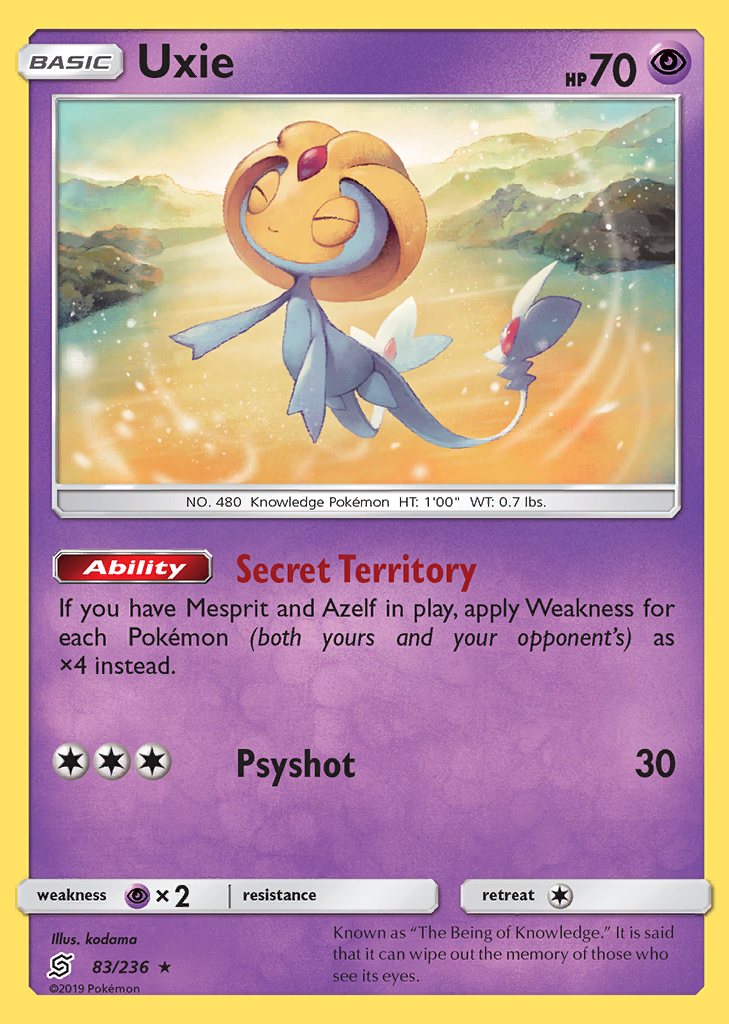 BASIC Uxie HP70
NO. 480 Knowledge Pokémon HT: 1'00" WT: 0.7 lbs.
Ability Secret Territory
If you have Mesprit and Azelf in play, apply Weakness for
each Pokémon (both yours and your opponent's) as
×4 instead.
Psyshot 30
weakness ×2 resistance retreat
Illus. kodama
83/236 ★
©2019 Pokémon
Known as “The Being of Knowledge.” It is said
that it can wipe out the memory of those who
see its eyes.